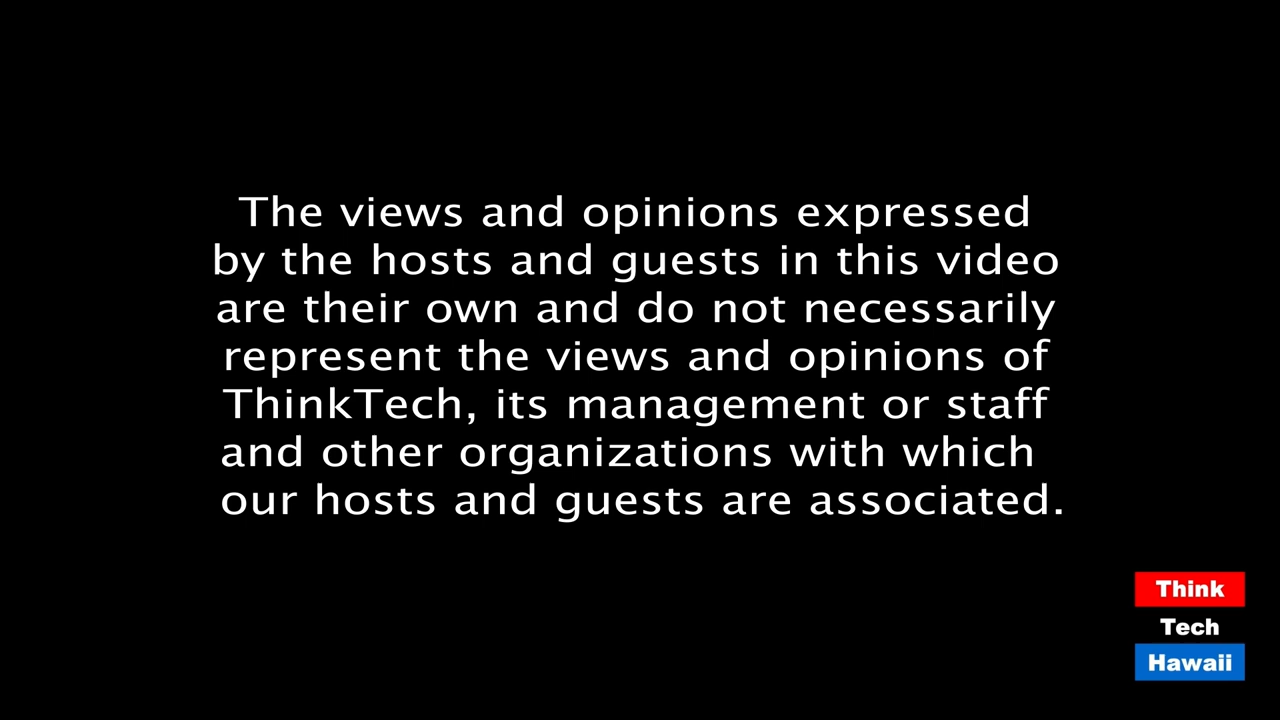 The views and opinions expressed
by the hosts and guests in this video
are their own and do not necessarily
represent the views and opinions of
ThinkTech, its management or staff
and other organizations with which
our hosts and guests are associated.
Think
Tech
Hawaii